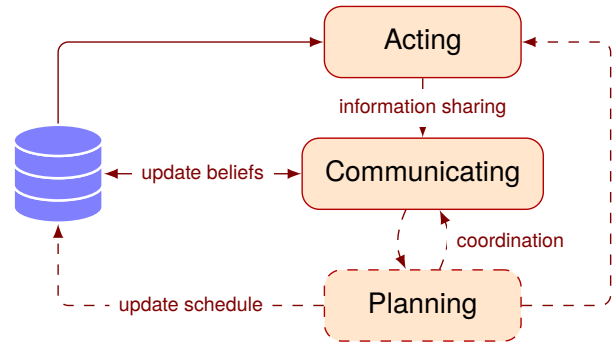 Acting
information sharing
Communicating
update beliefs
coordination
Planning
update schedule